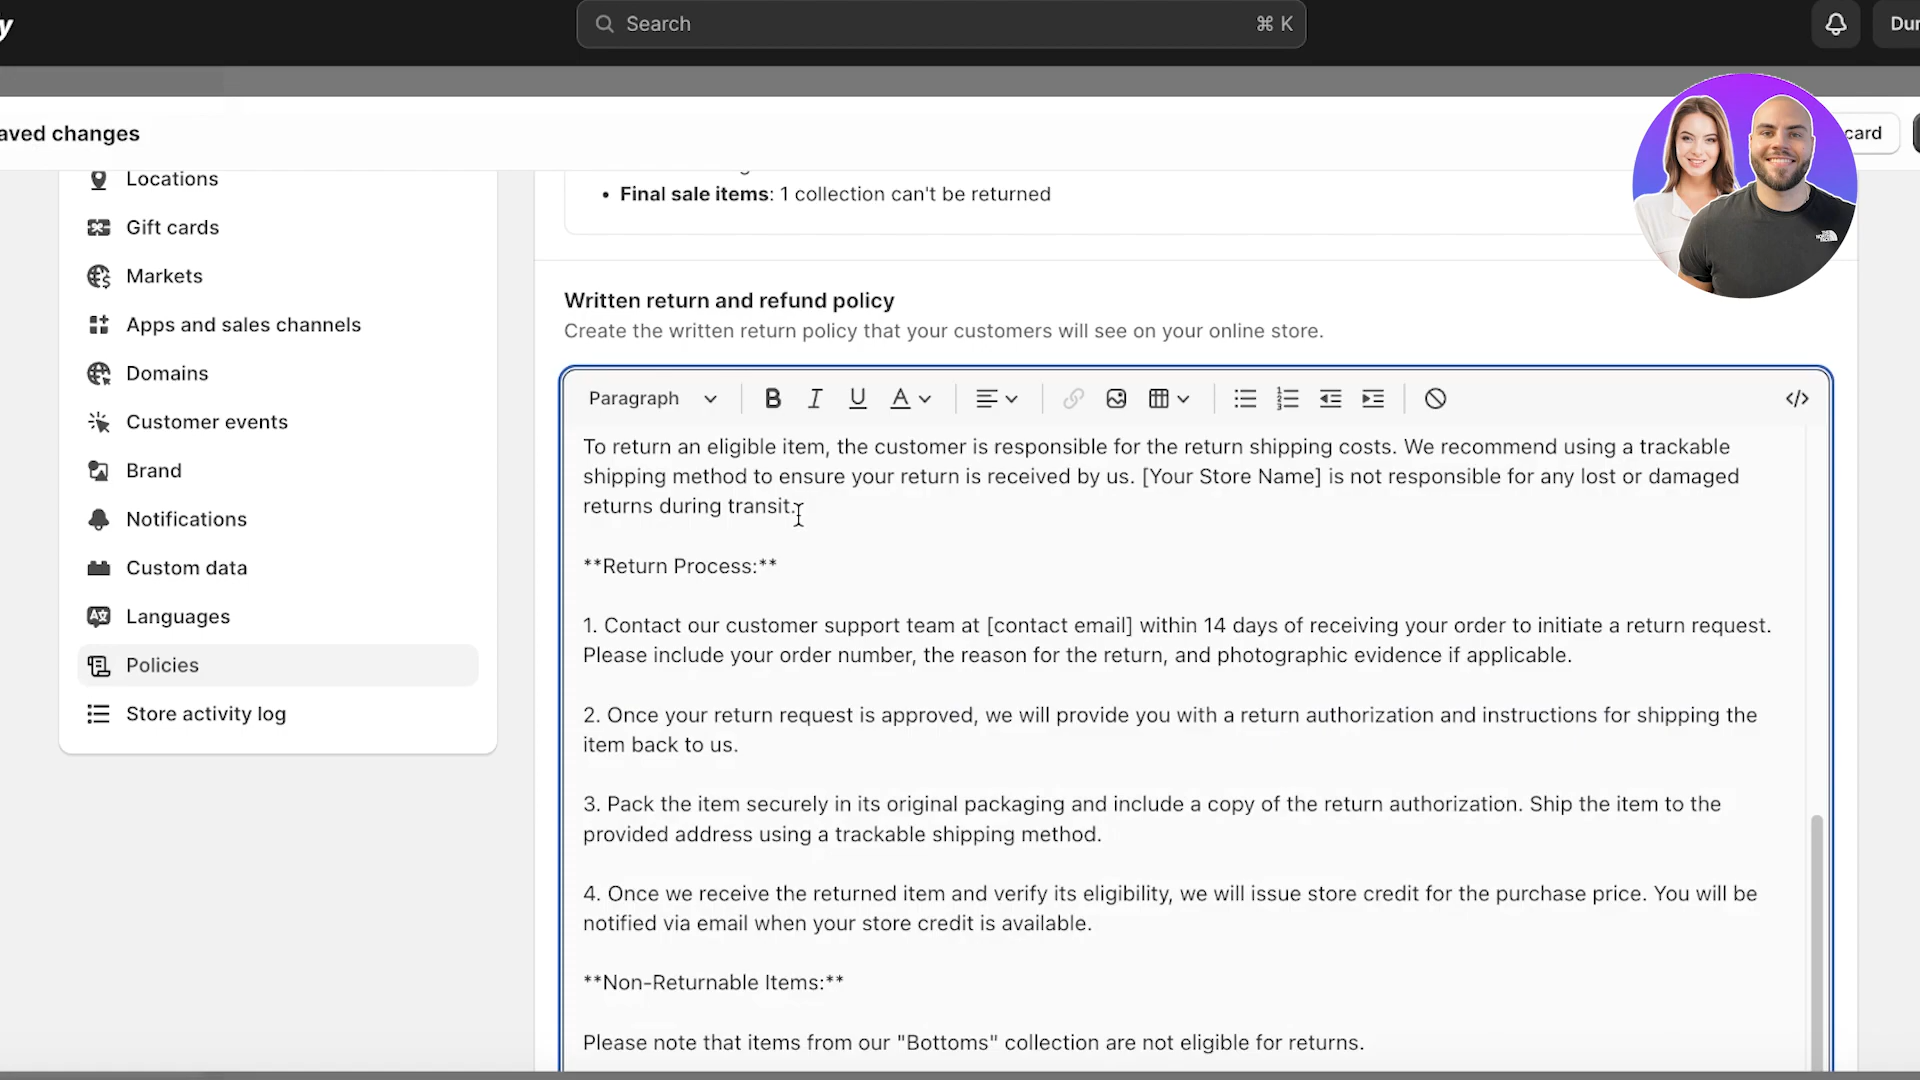 y
Search
⌘ K
Dun
aved changes
card
Locations
Gift cards
Markets
Apps and sales channels
Domains
Customer events
Brand
Notifications
Custom data
Languages
Policies
Store activity log
• Final sale items: 1 collection can't be returned
Written return and refund policy
Create the written return policy that your customers will see on your online store.
Paragraph
B I U A
</>
To return an eligible item, the customer is responsible for the return shipping costs. We recommend using a trackable
shipping method to ensure your return is received by us. [Your Store Name] is not responsible for any lost or damaged
returns during transit.
**Return Process:**
1. Contact our customer support team at [contact email] within 14 days of receiving your order to initiate a return request.
Please include your order number, the reason for the return, and photographic evidence if applicable.
2. Once your return request is approved, we will provide you with a return authorization and instructions for shipping the
item back to us.
3. Pack the item securely in its original packaging and include a copy of the return authorization. Ship the item to the
provided address using a trackable shipping method.
4. Once we receive the returned item and verify its eligibility, we will issue store credit for the purchase price. You will be
notified via email when your store credit is available.
**Non-Returnable Items:**
Please note that items from our "Bottoms" collection are not eligible for returns.